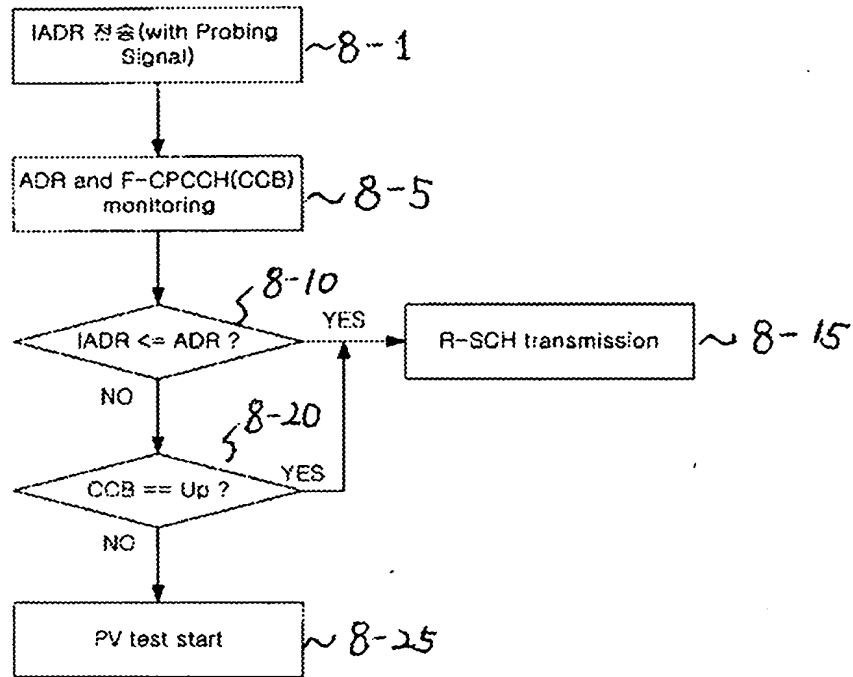 IADR 전송(with Probing
Signal)
~8-1
ADR and F-CPCCH(CCB)
monitoring
~8-5
8-10
IADR <= ADR ?
YES
R-SCH transmission
~8-15
NO
8-20
CCB == Up ?
YES
NO
PV test start
~8-25